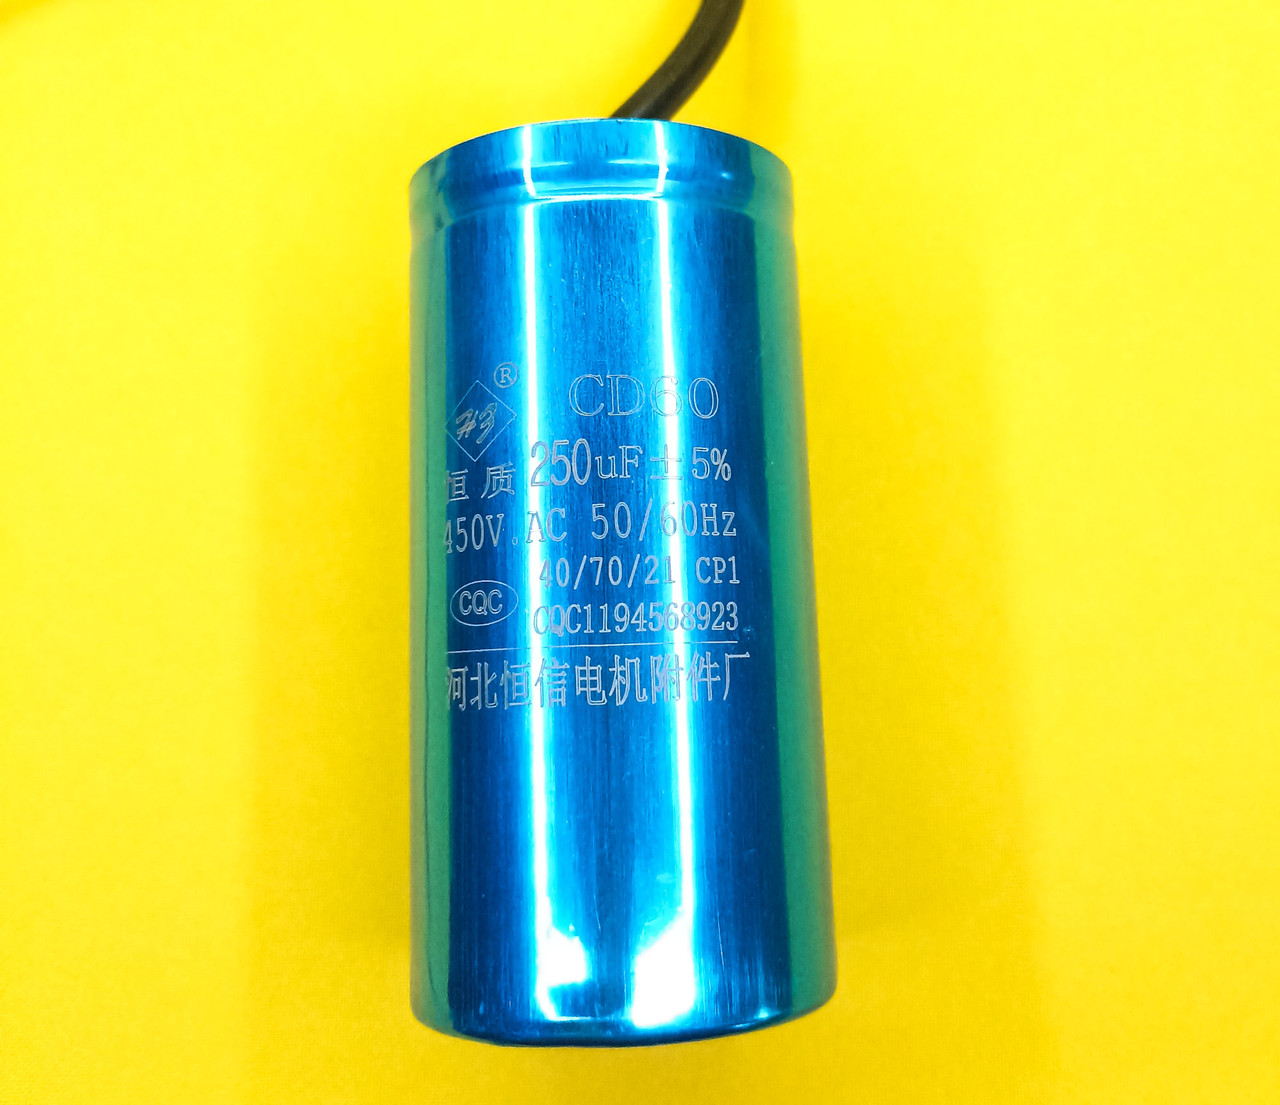 ® CD60
HZ
恒质 250uF±5%
450V.AC 50/60Hz
40/70/21 CP1
CQC CQC1194568923
河北恒信电机附件厂